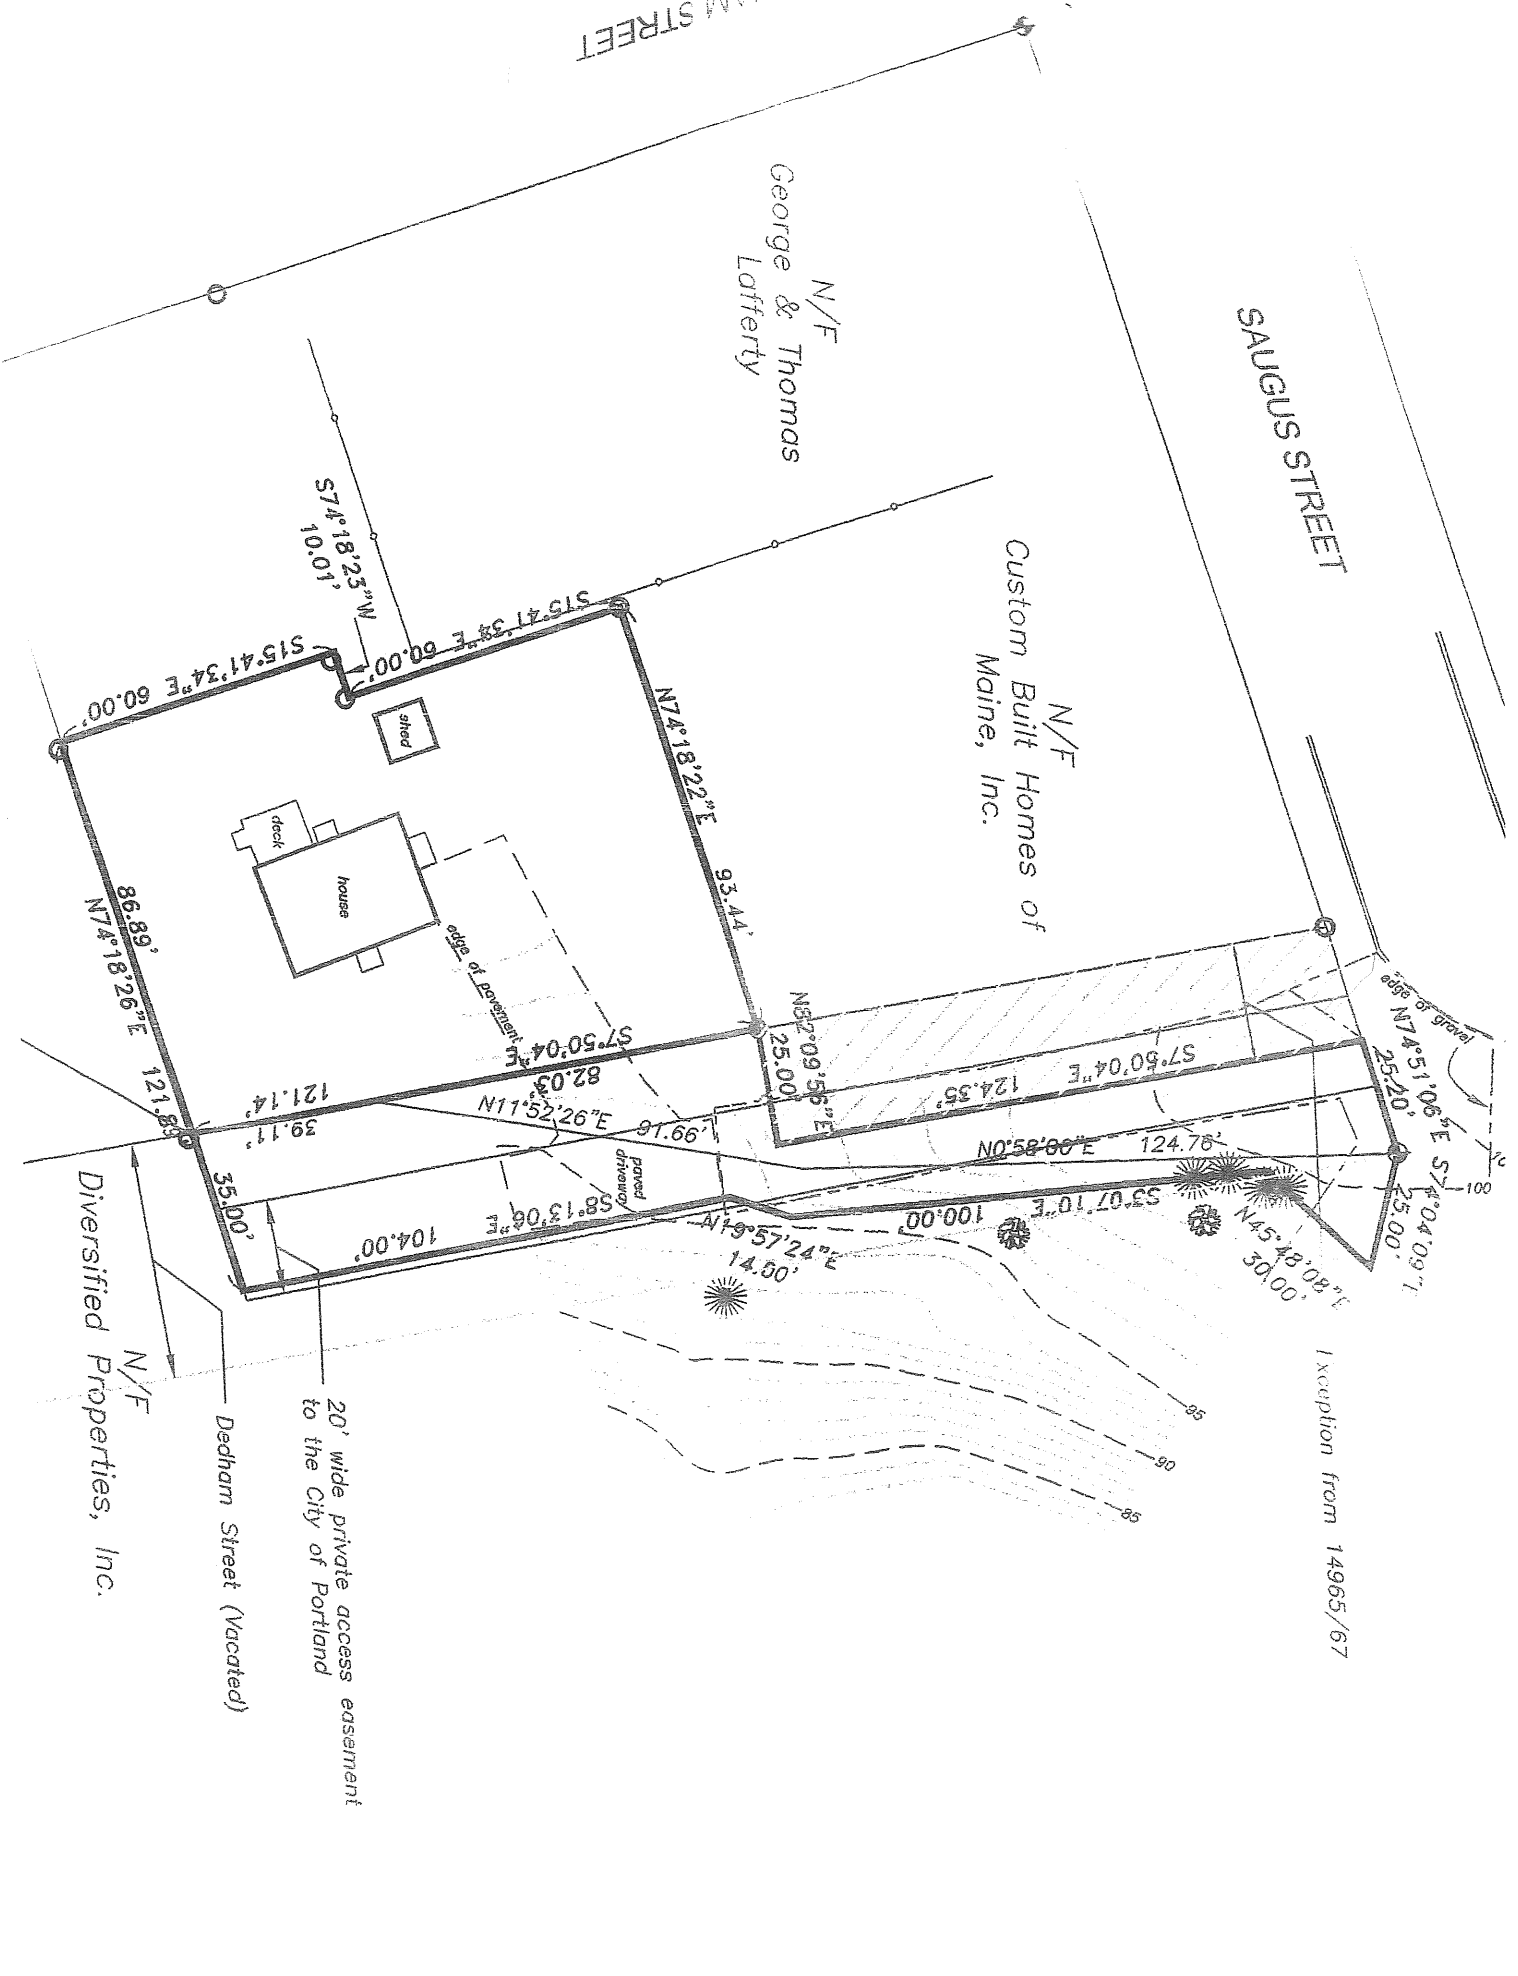 STREET
SAUGUS STREET
N/F
George & Thomas
Lafferty
N/F
Custom Built Homes of
Maine, Inc.
S74°18'23"W
10.01'
S15°41'34"E 60.00'
S15°41'34"E 60.00'
shed
deck
house
N74°18'22"E 93.44'
86.89'
N74°18'26"E 121.89'
35.00'
edge of pavement
S7°50'04"E
82.03'
121.14'
39.11'
N11°52'26"E 91.66'
N82°09'56"E
25.00'
S7°50'04"E
124.35'
edge of gravel
N74°51'06"E
25.20'
25.00'
N0°58'00"E 124.76'
100
paved
driveway
S8°13'06"E
104.00'
N19°57'24"E
14.00'
S3°07'10"E
100.00'
30.00'
95
90
85
Exception from 14965/67
20' wide private access easement
to the City of Portland
Dedham Street (Vacated)
N/F
Diversified Properties, Inc.